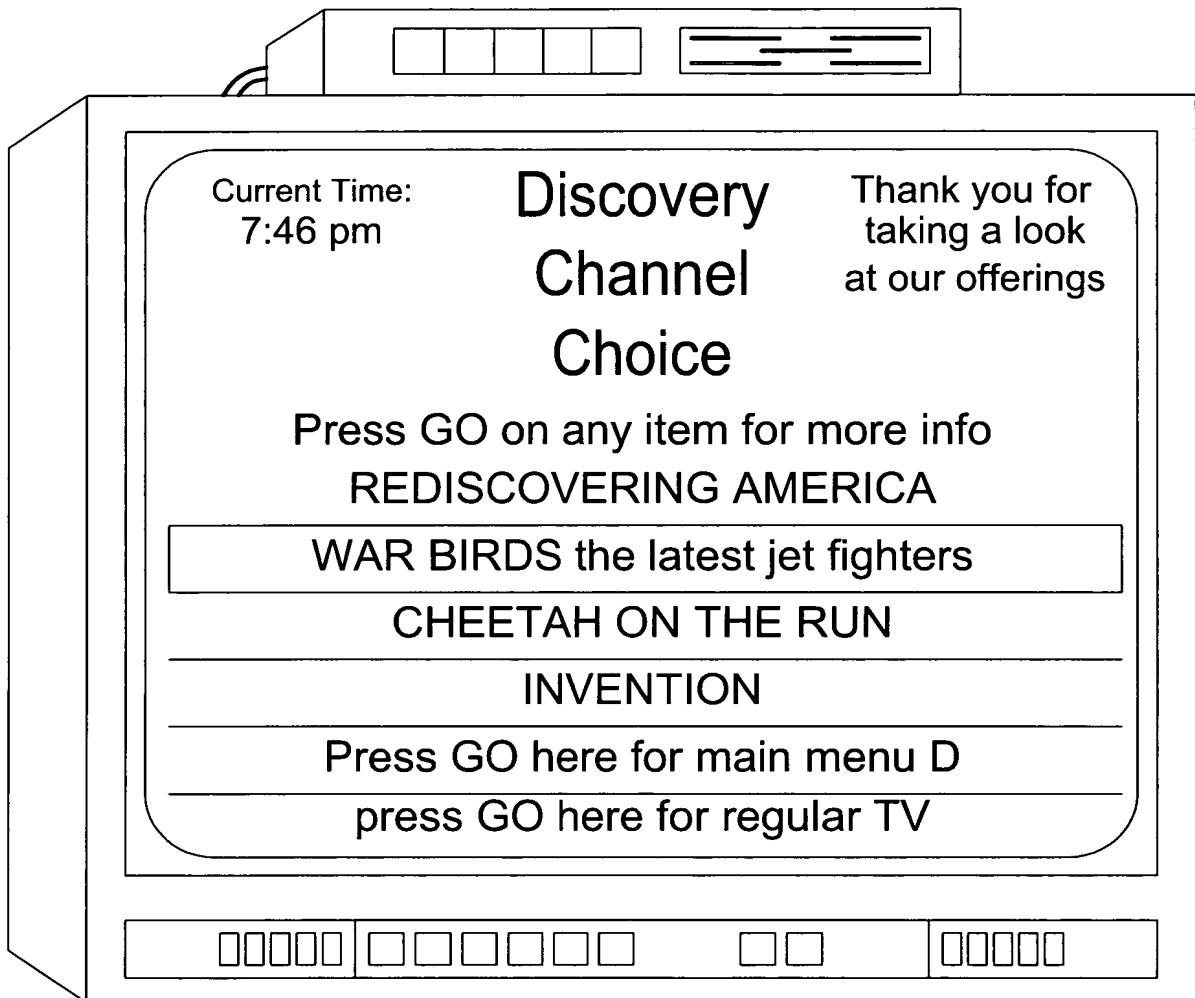 Current Time:
7:46 pm
Discovery
Channel
Choice
Thank you for
taking a look
at our offerings
Press GO on any item for more info
REDISCOVERING AMERICA
WAR BIRDS the latest jet fighters
CHEETAH ON THE RUN
INVENTION
Press GO here for main menu D
press GO here for regular TV